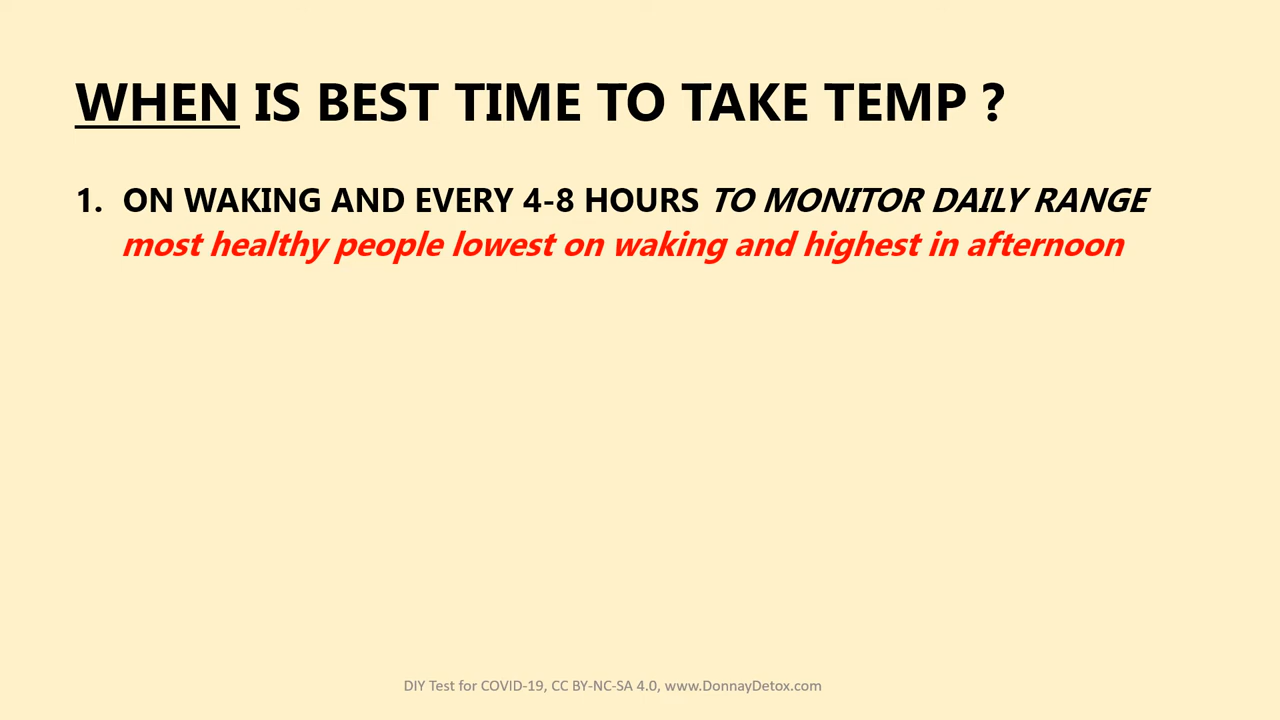 WHEN IS BEST TIME TO TAKE TEMP ?
1. ON WAKING AND EVERY 4-8 HOURS TO MONITOR DAILY RANGE
most healthy people lowest on waking and highest in afternoon
DIY Test for COVID-19, CC BY-NC-SA 4.0, www.DonnayDetox.com